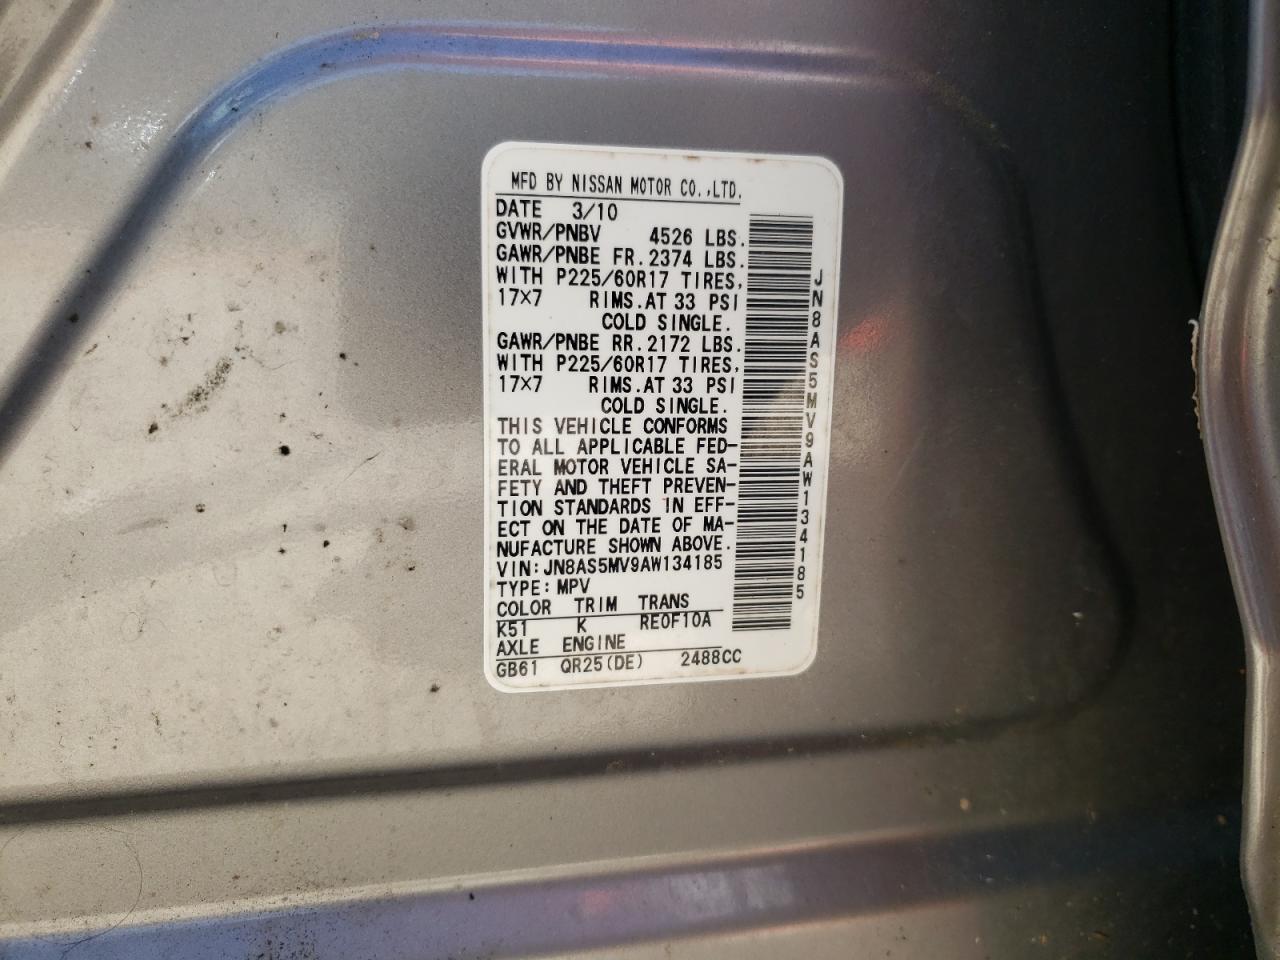 MFD BY NISSAN MOTOR CO.,LTD.
DATE 3/10
GVWR/PNBV 4526 LBS.
GAWR/PNBE FR. 2374 LBS.
WITH P225/60R17 TIRES,
17×7 RIMS. AT 33 PSI
COLD SINGLE.
GAWR/PNBE RR. 2172 LBS.
WITH P225/60R17 TIRES,
17×7 RIMS. AT 33 PSI
COLD SINGLE.
THIS VEHICLE CONFORMS
TO ALL APPLICABLE FED-
ERAL MOTOR VEHICLE SA-
FETY AND THEFT PREVEN-
TION STANDARDS IN EFF-
ECT ON THE DATE OF MA-
NUFACTURE SHOWN ABOVE.
VIN: JN8AS5MV9AW134185
TYPE: MPV
COLOR TRIM TRANS
K51 K RE0F10A
AXLE ENGINE
GB61 QR25(DE) 2488CC
JN8AS5MV9AW134185